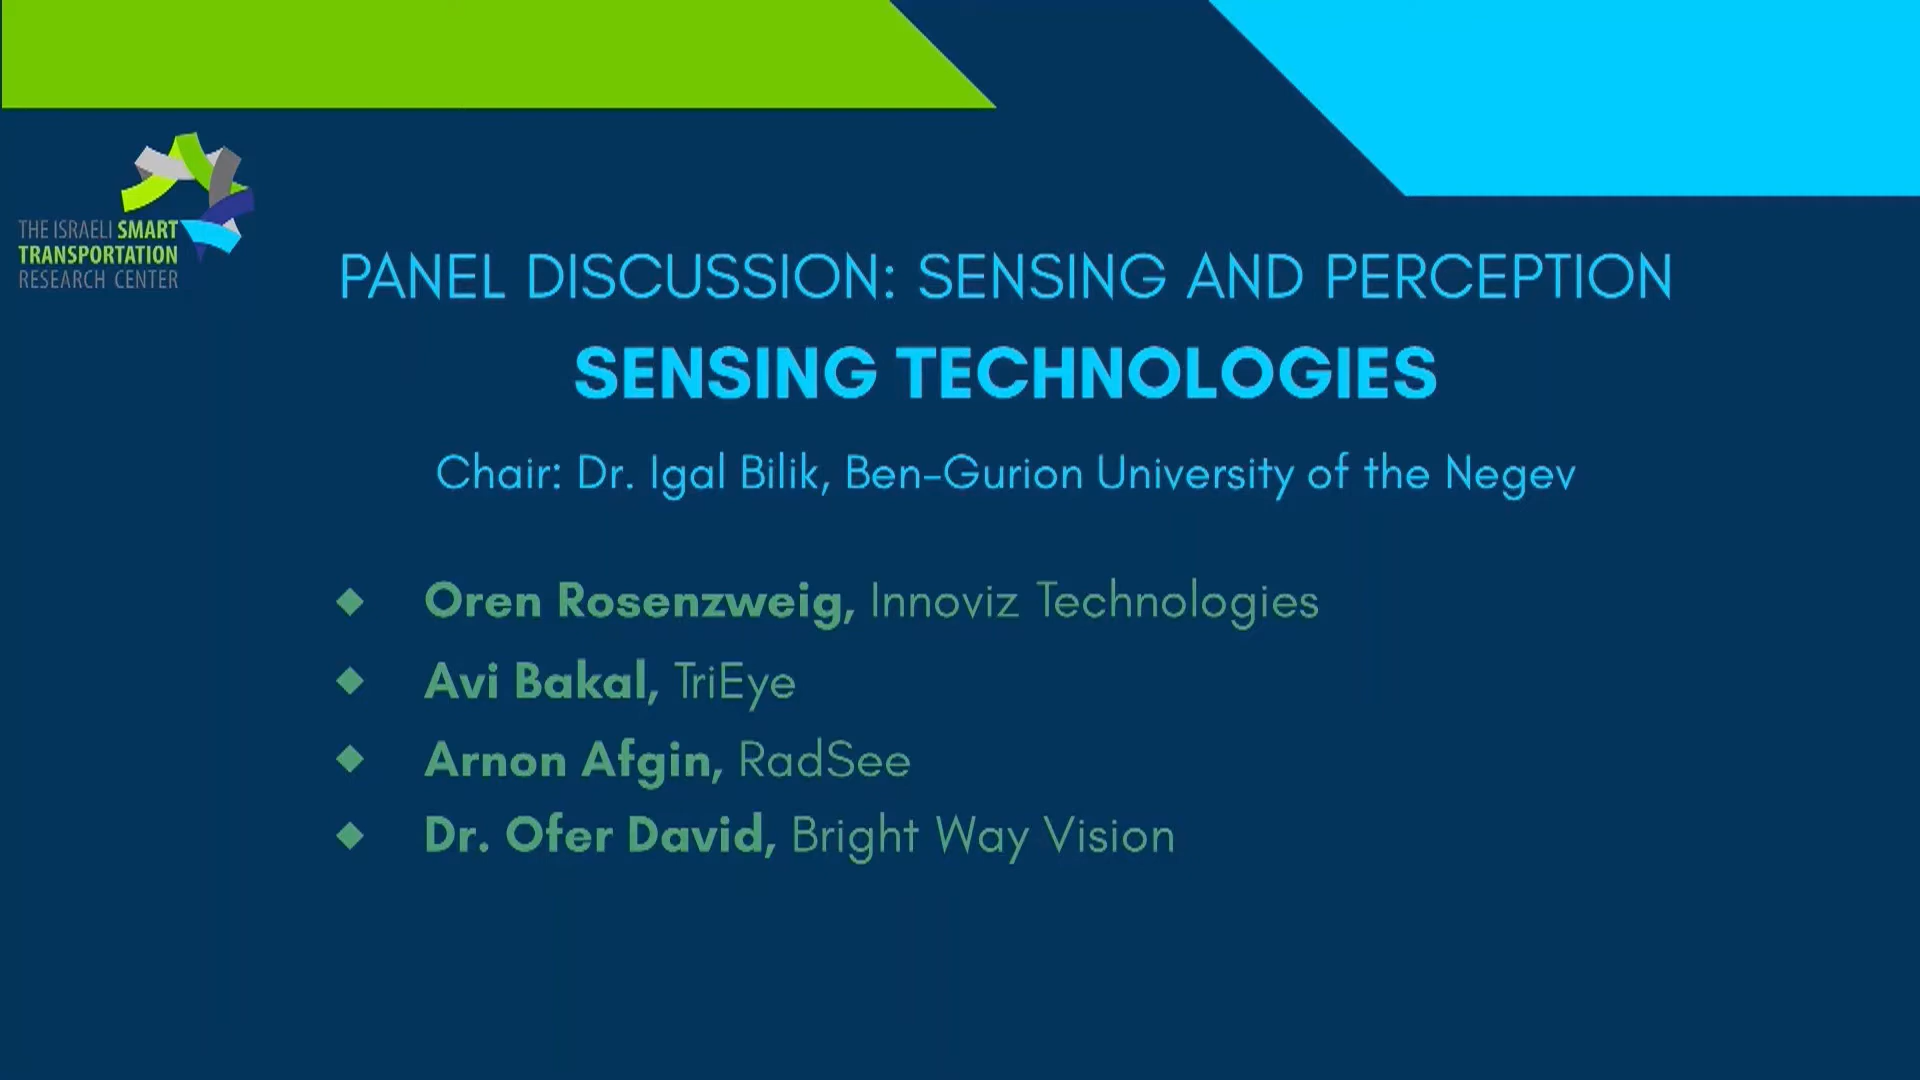 THE ISRAELI SMART
TRANSPORTATION
RESEARCH CENTER
PANEL DISCUSSION: SENSING AND PERCEPTION
SENSING TECHNOLOGIES
Chair: Dr. Igal Bilik, Ben-Gurion University of the Negev
◆ Oren Rosenzweig, Innoviz Technologies
◆ Avi Bakal, TriEye
◆ Arnon Afgin, RadSee
◆ Dr. Ofer David, Bright Way Vision